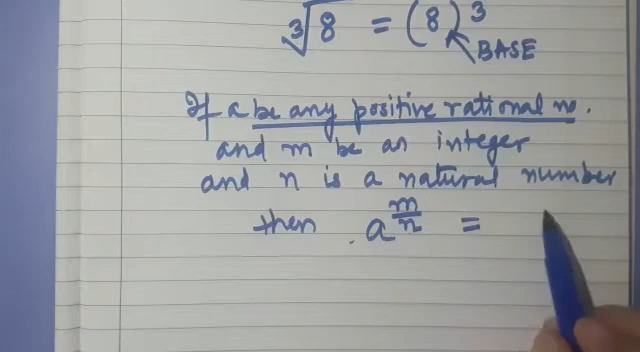 ∛8 = (8)^3
BASE
If a be any positive rational no.
and m be an integer
and n is a natural number
then a^(m/n) =